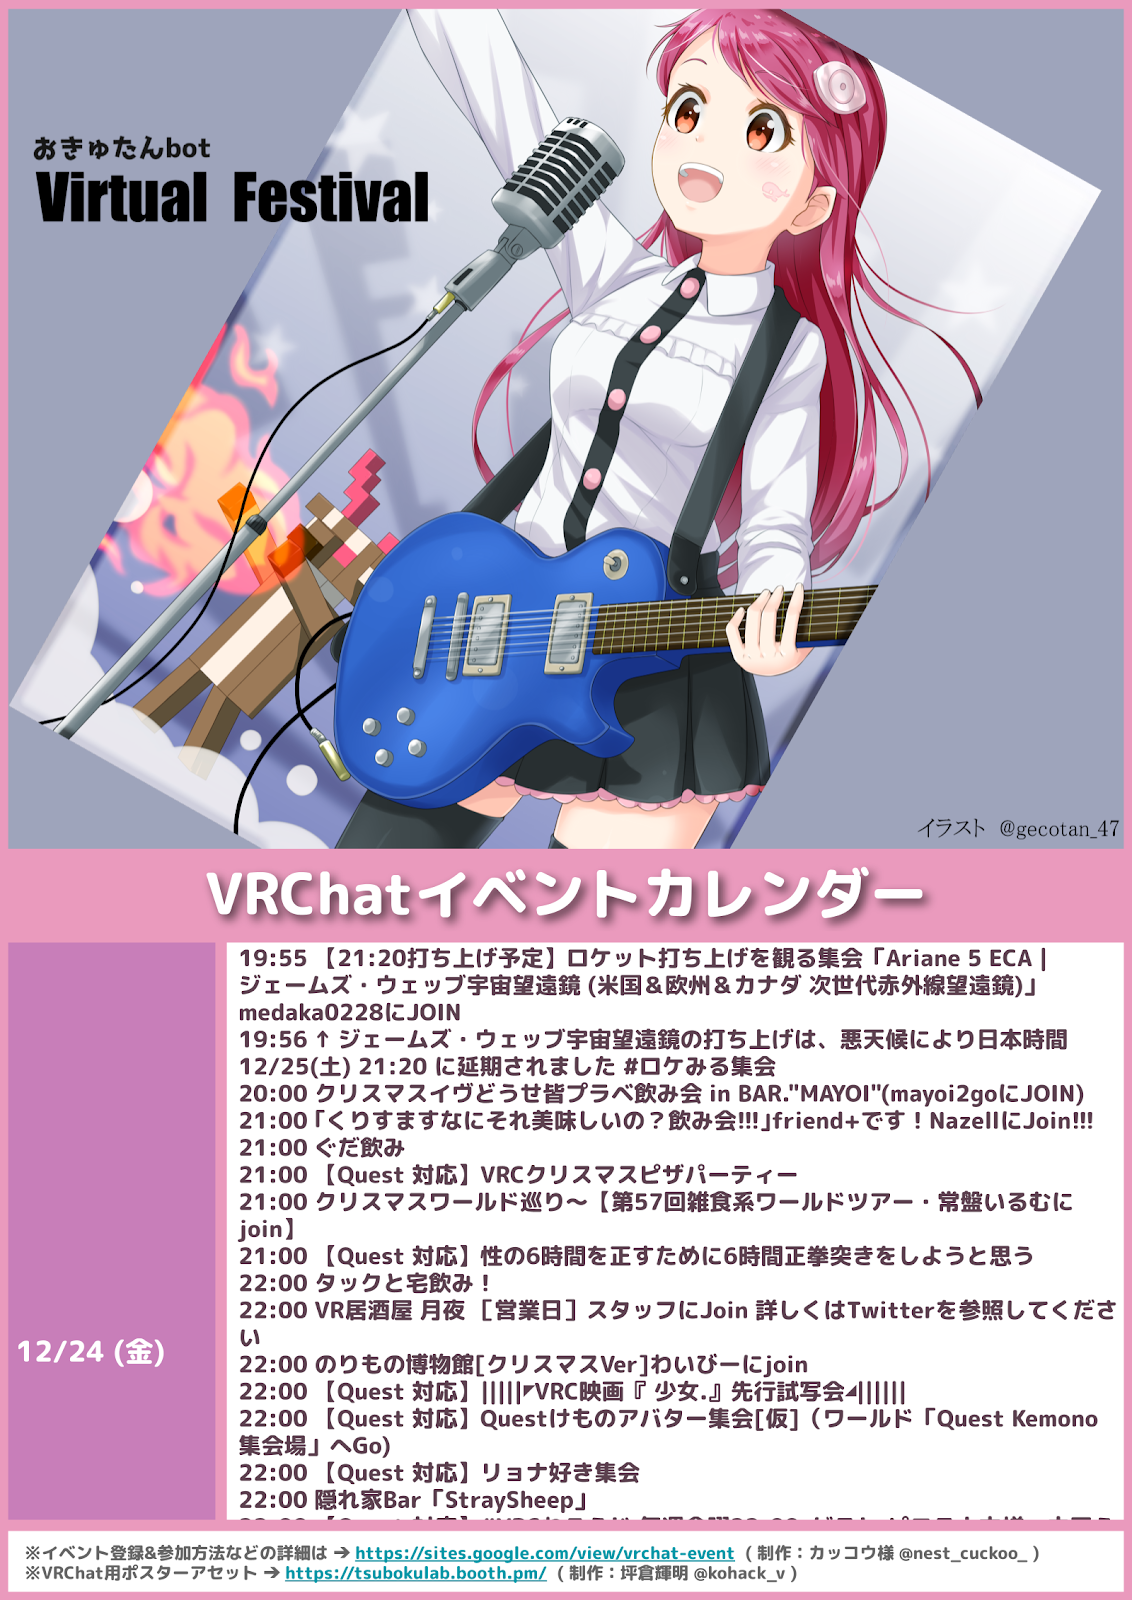 おきゅたんbot
Virtual Festival
イラスト @gecotan_47
VRChatイベントカレンダー
12/24 (金)
19:55 【21:20打ち上げ予定】ロケット打ち上げを観る集会「Ariane 5 ECA |
ジェームズ・ウェッブ宇宙望遠鏡 (米国＆欧州＆カナダ 次世代赤外線望遠鏡)」
medaka0228にJOIN
19:56 ↑ ジェームズ・ウェッブ宇宙望遠鏡の打ち上げは、悪天候により日本時間
12/25(土) 21:20 に延期されました #ロケみる集会
20:00 クリスマスイヴどうせ皆プラベ飲み会 in BAR."MAYOI"(mayoi2goにJOIN)
21:00 「くりすますなにそれ美味しいの？飲み会!!!」friend+です！NazellにJoin!!!
21:00 ぐだ飲み
21:00 【Quest 対応】VRCクリスマスピザパーティー
21:00 クリスマスワールド巡り～【第57回雑食系ワールドツアー・常盤いるむに
join】
21:00 【Quest 対応】性の6時間を正すために6時間正拳突きをしようと思う
22:00 タックと宅飲み！
22:00 VR居酒屋 月夜 ［営業日］スタッフにJoin 詳しくはTwitterを参照してくださ
い
22:00 のりもの博物館[クリスマスVer]わいびーにjoin
22:00 【Quest 対応】|||||◤VRC映画『 少女.』先行試写会◢||||||
22:00 【Quest 対応】Questけものアバター集会[仮]（ワールド「Quest Kemono
集会場」へGo)
22:00 【Quest 対応】リョナ好き集会
22:00 隠れ家Bar「StraySheep」
※イベント登録&参加方法などの詳細は ➔ https://sites.google.com/view/vrchat-event ( 制作：カッコウ様 @nest_cuckoo_ )
※VRChat用ポスターアセット ➔ https://tsubokulab.booth.pm/ ( 制作：坪倉輝明 @kohack_v )